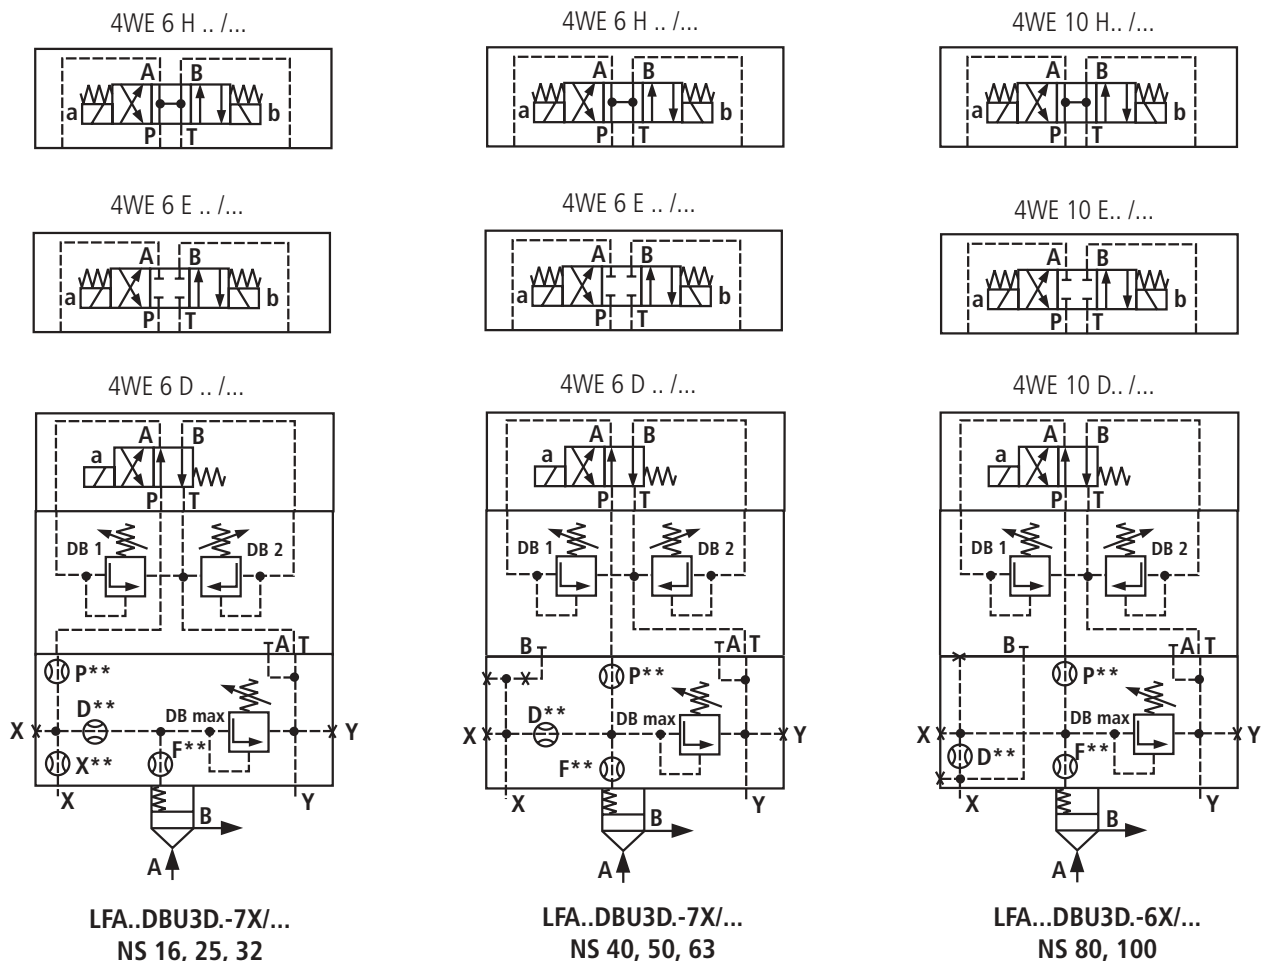 4WE 6 H .. /...
A B
a b
P T
4WE 6 E .. /...
A B
a b
P T
4WE 6 D .. /...
A B
a
P T
DB 1 DB 2
A T
P**
D** DB max
X Y
X** F**
X Y
B
A
LFA..DBU3D.-7X/...
NS 16, 25, 32
4WE 6 H .. /...
A B
a b
P T
4WE 6 E .. /...
A B
a b
P T
4WE 6 D .. /...
A B
a
P T
DB 1 DB 2
B A T
P**
D** DB max
X Y
F**
X Y
B
A
LFA..DBU3D.-7X/...
NS 40, 50, 63
4WE 10 H.. /...
A B
a b
P T
4WE 10 E.. /...
A B
a b
P T
4WE 10 D.. /...
A B
a
P T
DB 1 DB 2
B A T
P**
DB max
X Y
D** F**
X Y
B
A
LFA...DBU3D.-6X/...
NS 80, 100